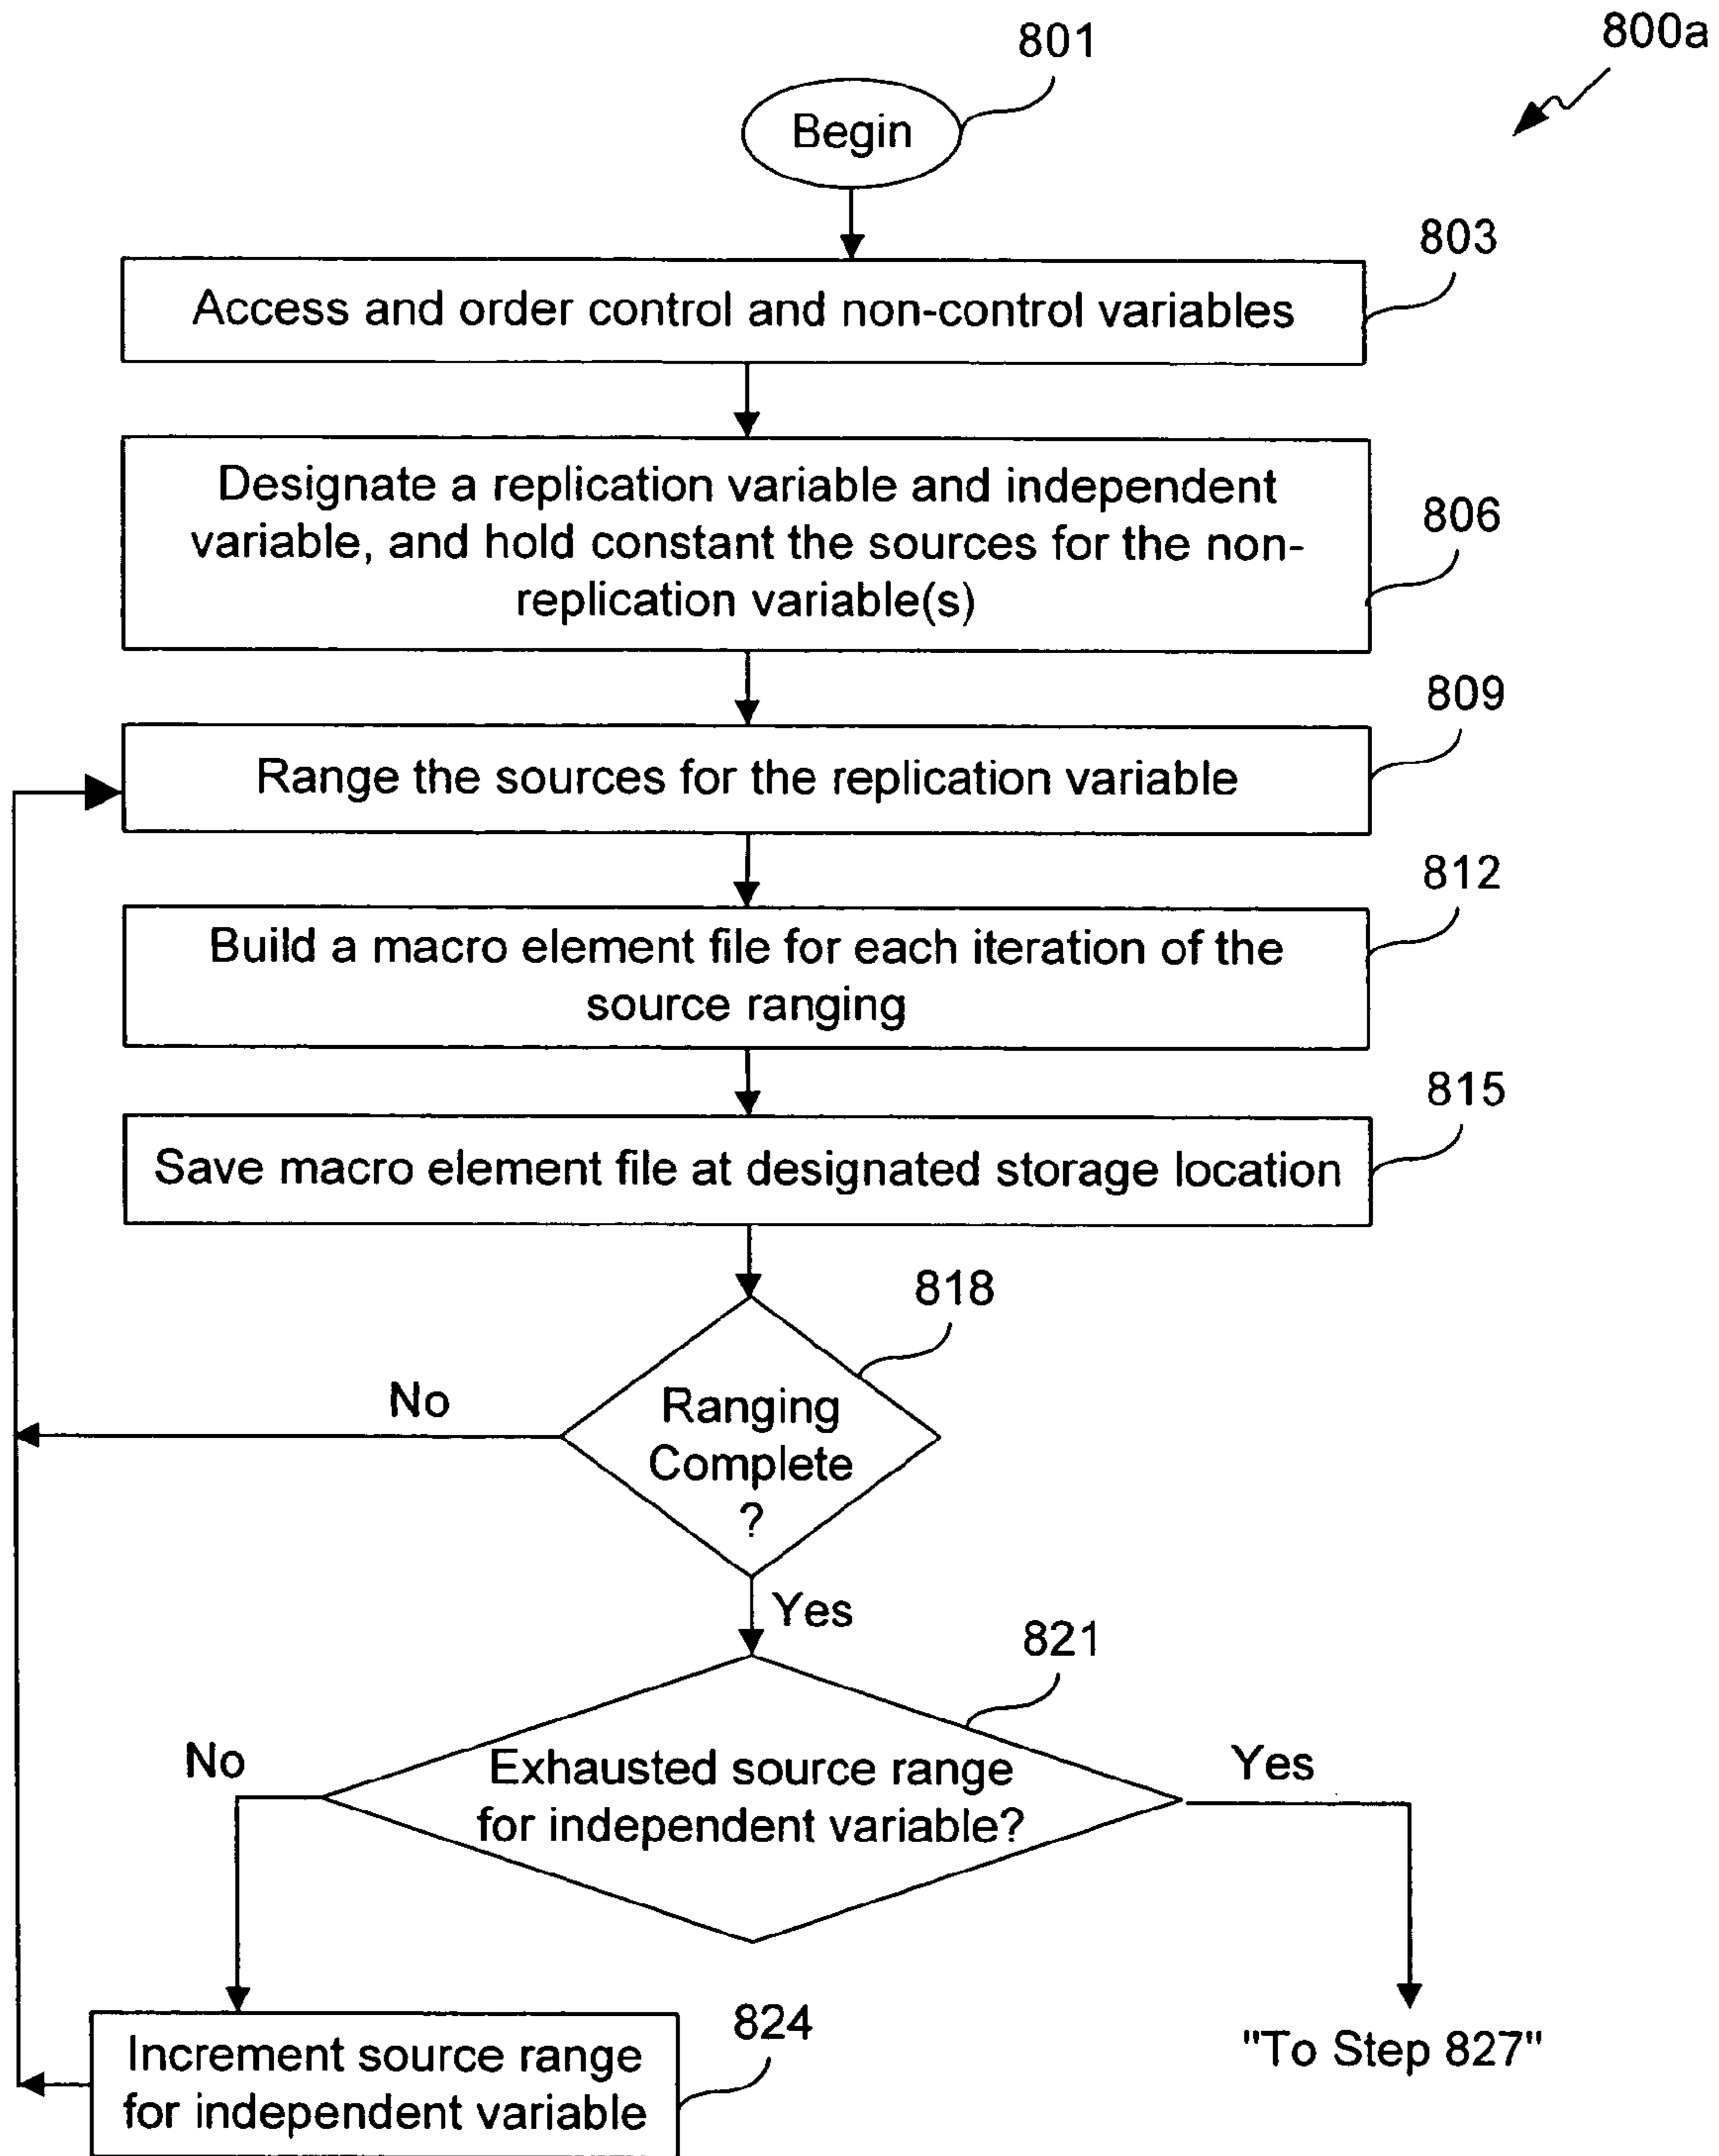 800a
801
Begin
803
Access and order control and non-control variables
Designate a replication variable and independent
variable, and hold constant the sources for the non-
replication variable(s)
806
809
Range the sources for the replication variable
812
Build a macro element file for each iteration of the
source ranging
815
Save macro element file at designated storage location
818
No
Ranging
Complete
?
Yes
821
No
Exhausted source range
for independent variable?
Yes
824
Increment source range
for independent variable
"To Step 827"